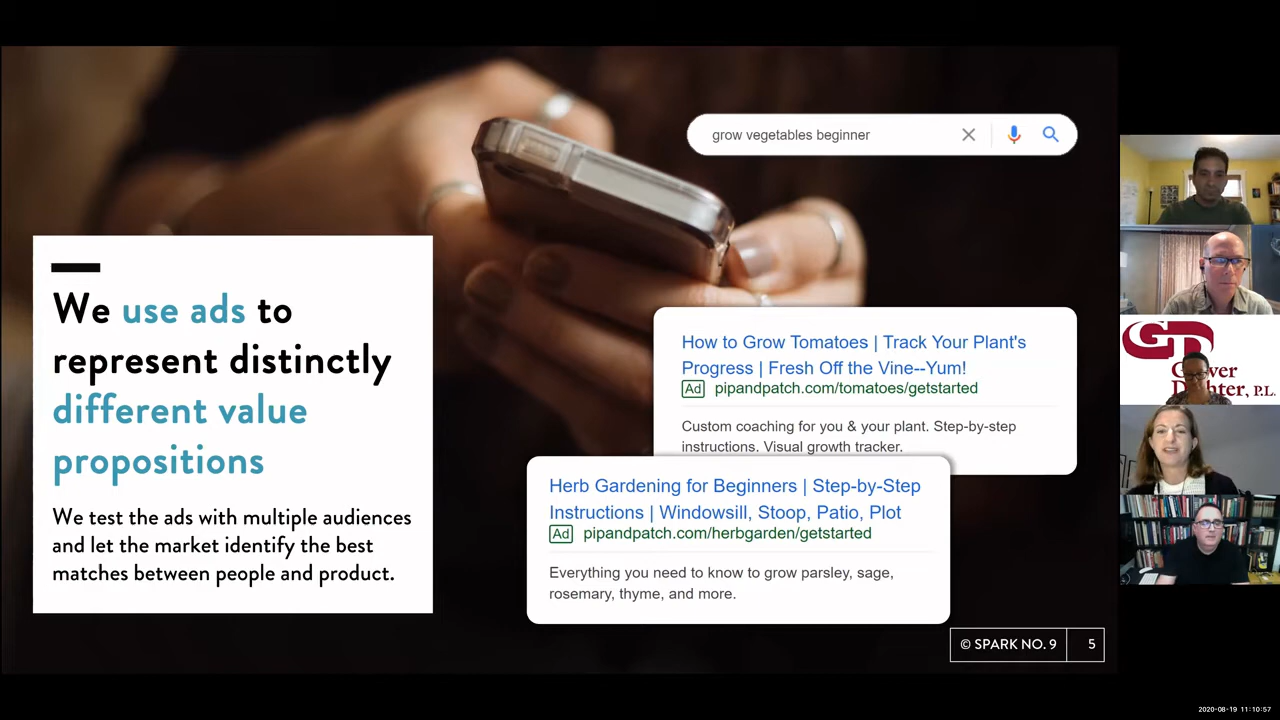 grow vegetables beginner
We use ads to
represent distinctly
different value
propositions
We test the ads with multiple audiences
and let the market identify the best
matches between people and product.
How to Grow Tomatoes | Track Your Plant's
Progress | Fresh Off the Vine--Yum!
Ad pipandpatch.com/tomatoes/getstarted
Custom coaching for you & your plant. Step-by-step
instructions. Visual growth tracker.
Herb Gardening for Beginners | Step-by-Step
Instructions | Windowsill, Stoop, Patio, Plot
Ad pipandpatch.com/herbgarden/getstarted
Everything you need to know to grow parsley, sage,
rosemary, thyme, and more.
© SPARK NO. 9 5
GD
P.L.
2020-08-19 11:10:57